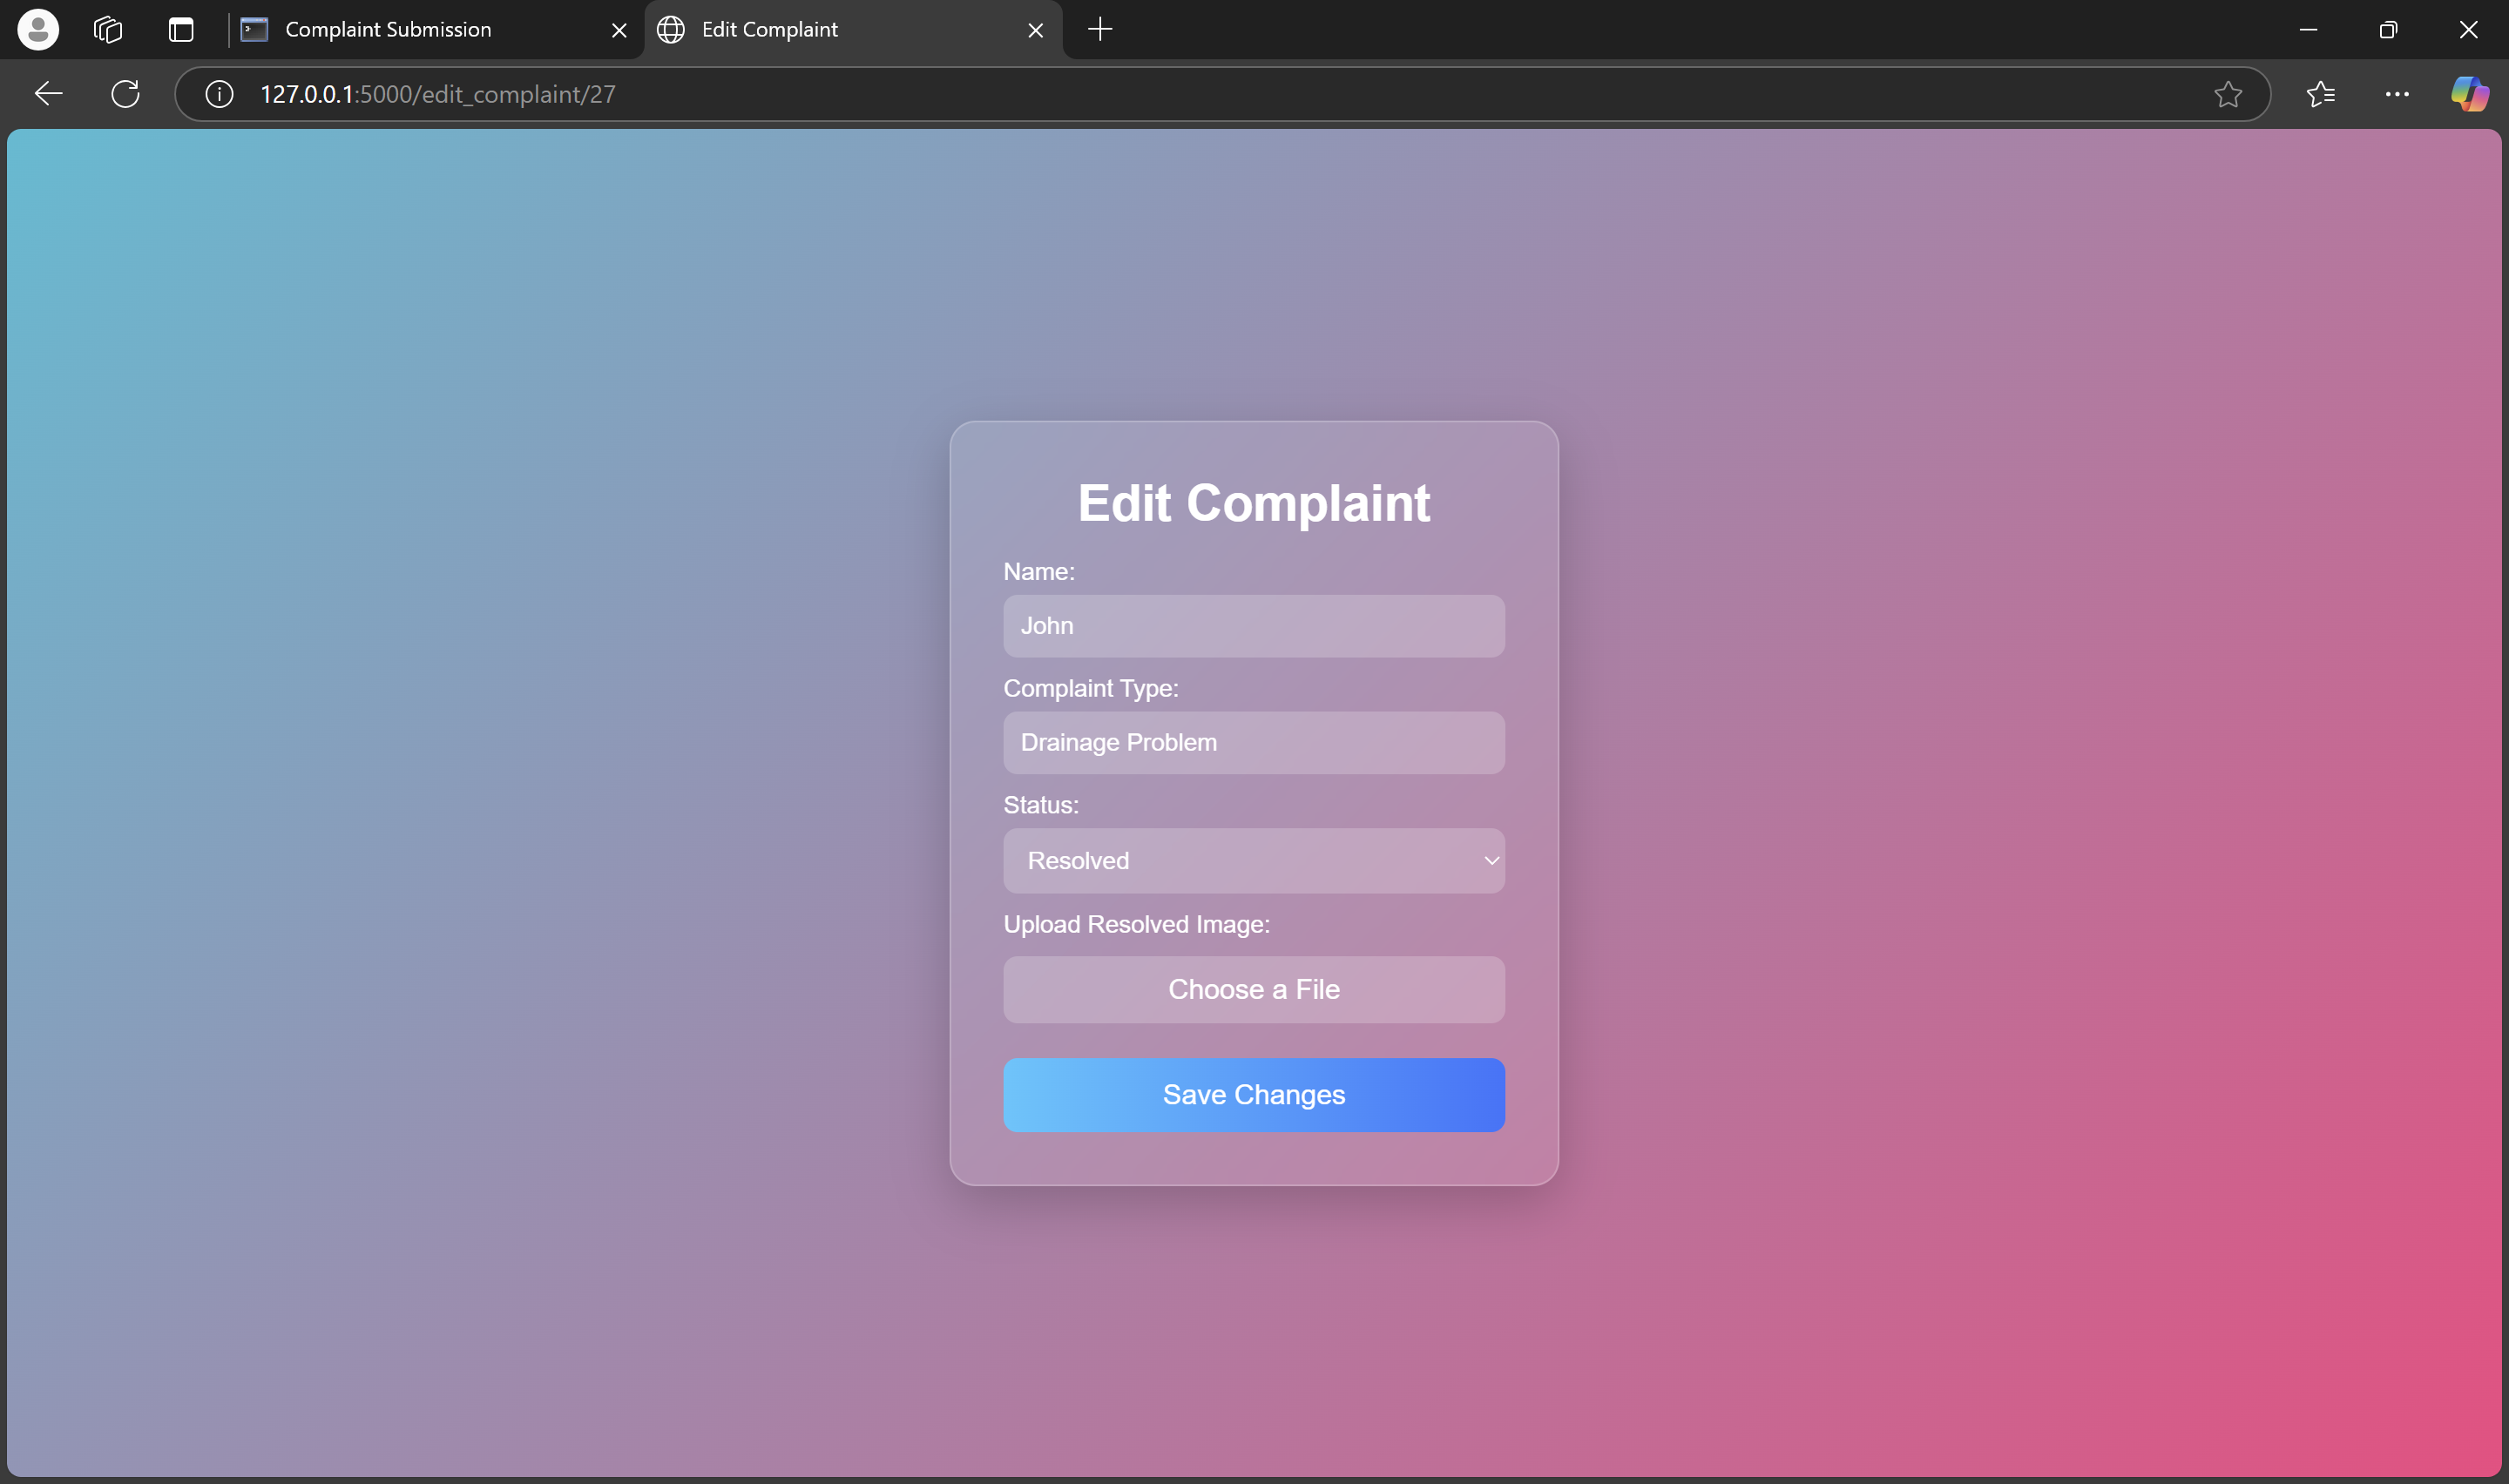 Complaint Submission
Edit Complaint
127.0.0.1:5000/edit_complaint/27
Edit Complaint
Name:
John
Complaint Type:
Drainage Problem
Status:
Resolved
Upload Resolved Image:
Choose a File
Save Changes